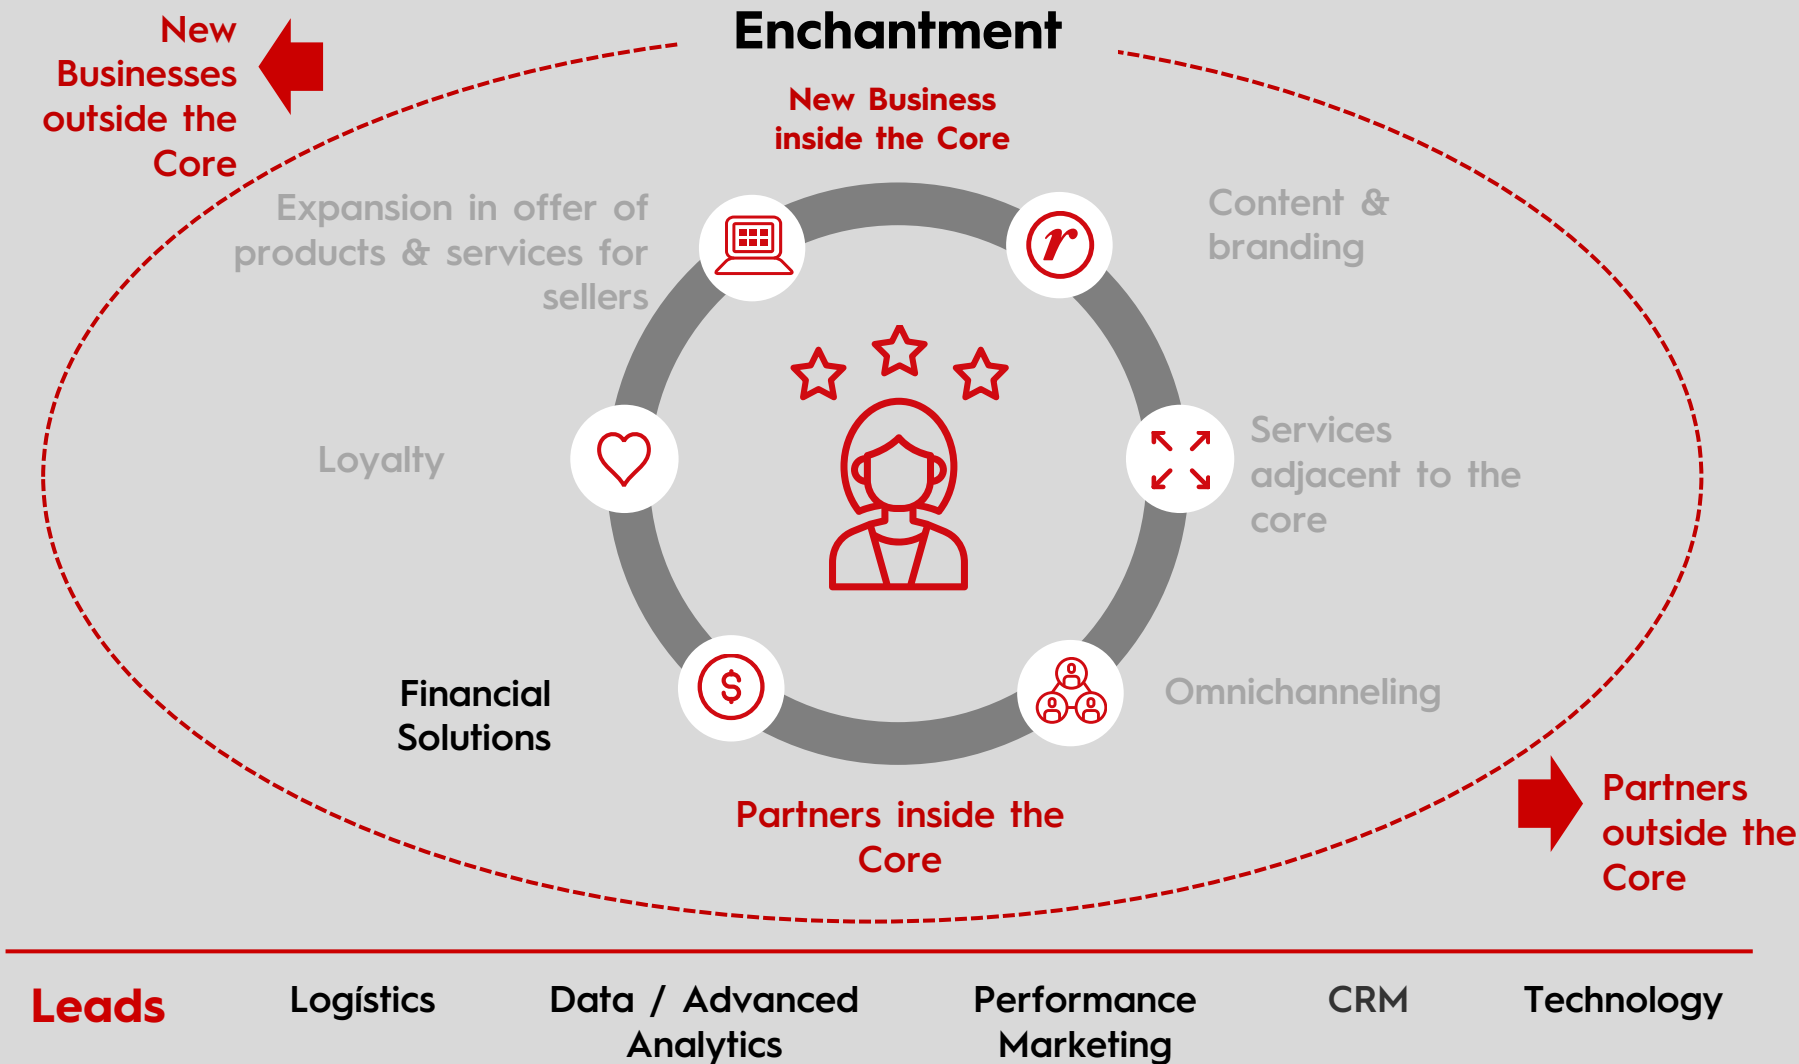 Enchantment
New
Businesses
outside the
Core
New Business
inside the Core
Expansion in offer of
products & services for
sellers
Content &
branding
r
Loyalty
Services
adjacent to the
core
Financial
Solutions
$
Omnichanneling
Partners inside the
Core
Partners
outside the
Core
Leads
Logístics
Data / Advanced
Analytics
Performance
Marketing
CRM
Technology